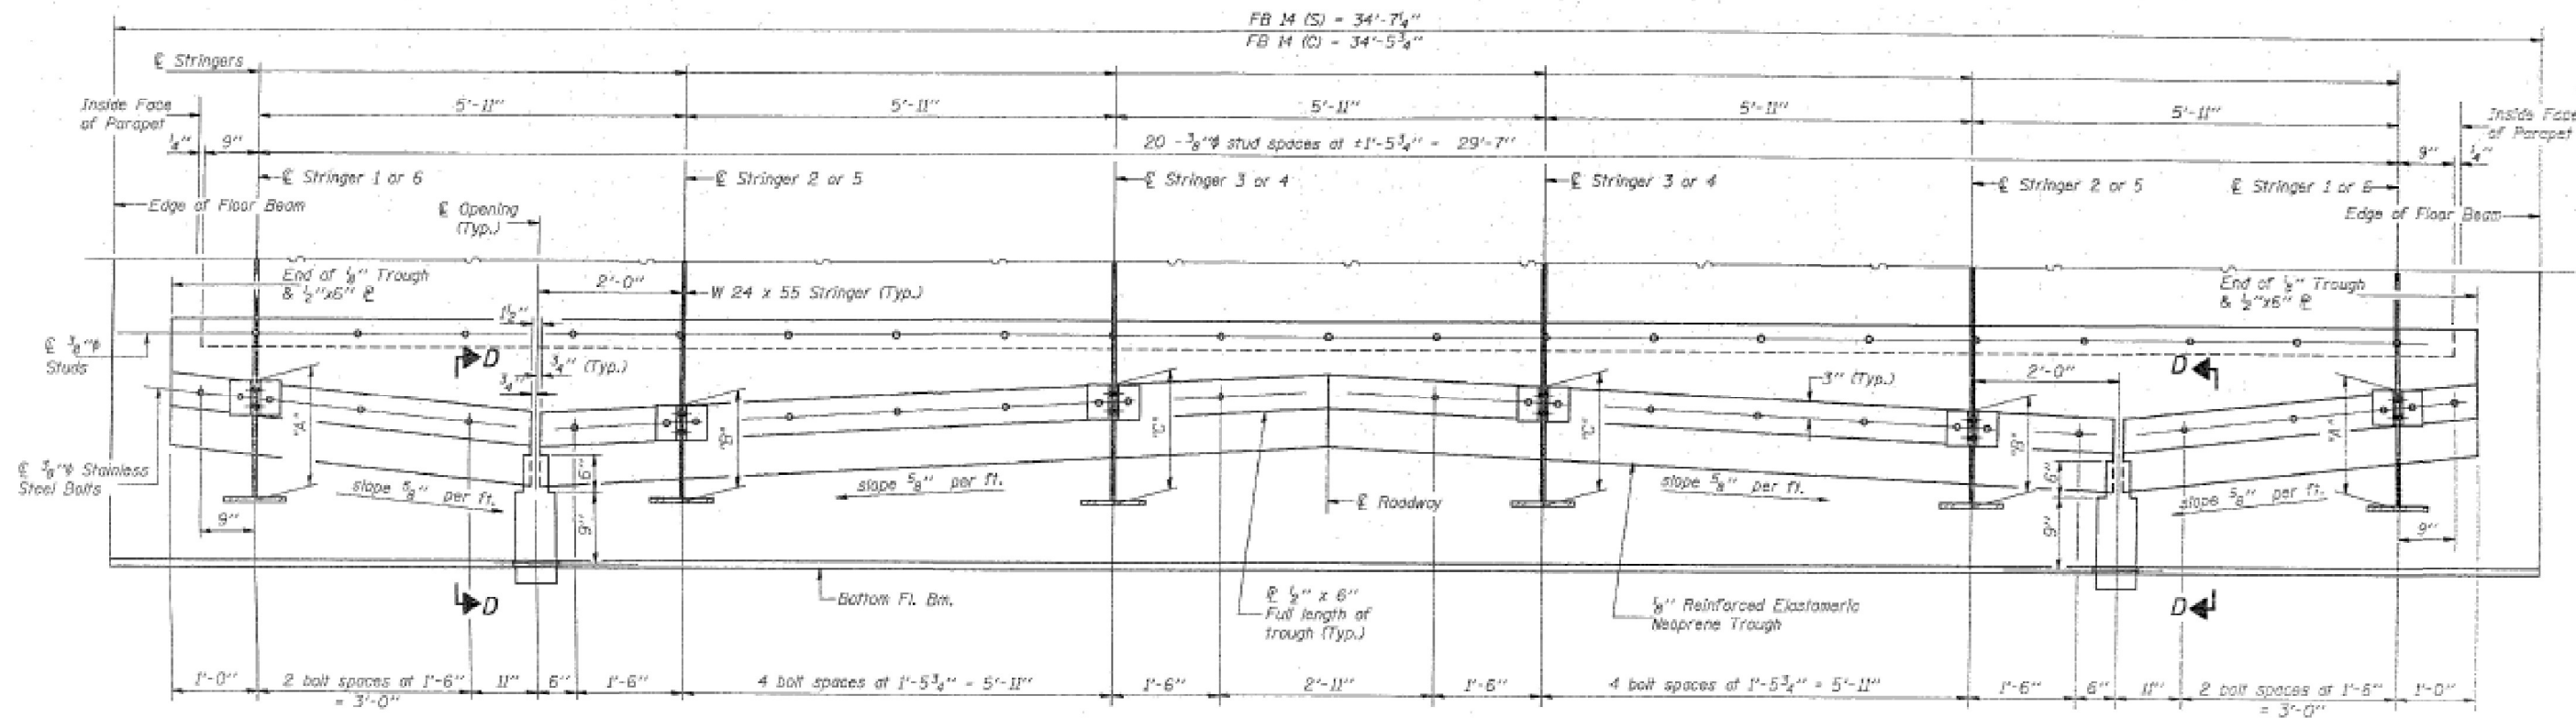 FB 14 (S) = 34'-7¼"
FB 14 (C) = 34'-5¾"
℄ Stringers
Inside Face
of Parapet
5'-11"
5'-11"
5'-11"
5'-11"
5'-11"
Inside Face
of Parapet
¼"
9"
20 - ⅜"ϕ stud spaces at ±1'-5¾" = 29'-7"
9"
¼"
℄ Stringer 1 or 6
℄ Stringer 2 or 5
℄ Stringer 3 or 4
℄ Stringer 3 or 4
℄ Stringer 2 or 5
℄ Stringer 1 or 6
Edge of Floor Beam
℄ Opening
(Typ.)
Edge of Floor Beam
End of ⅛" Trough
& ½"x6" ⅊
2'-0"
W 24 x 55 Stringer (Typ.)
End of ⅛" Trough
& ½"x6" ⅊
1½"
℄ ⅜"ϕ
Studs
D
¾"
¾" (Typ.)
3" (Typ.)
D
2'-0"
"A"
"B"
"C"
"C"
"B"
"A"
℄ ⅜"ϕ Stainless
Steel Bolts
6"
6"
slope ⅝" per ft.
slope ⅝" per ft.
slope ⅝" per ft.
slope ⅝" per ft.
℄ Roadway
9"
9"
9"
9"
D
Bottom Fl. Bm.
⅊ ½" x 6"
Full length of
trough (Typ.)
⅛" Reinforced Elastomeric
Neoprene Trough
D
1'-0"
2 bolt spaces at 1'-6"
= 3'-0"
11"
6"
1'-6"
4 bolt spaces at 1'-5¾" = 5'-11"
1'-6"
2'-11"
1'-6"
4 bolt spaces at 1'-5¾" = 5'-11"
1'-6"
6"
11"
2 bolt spaces at 1'-6"
= 3'-0"
1'-0"